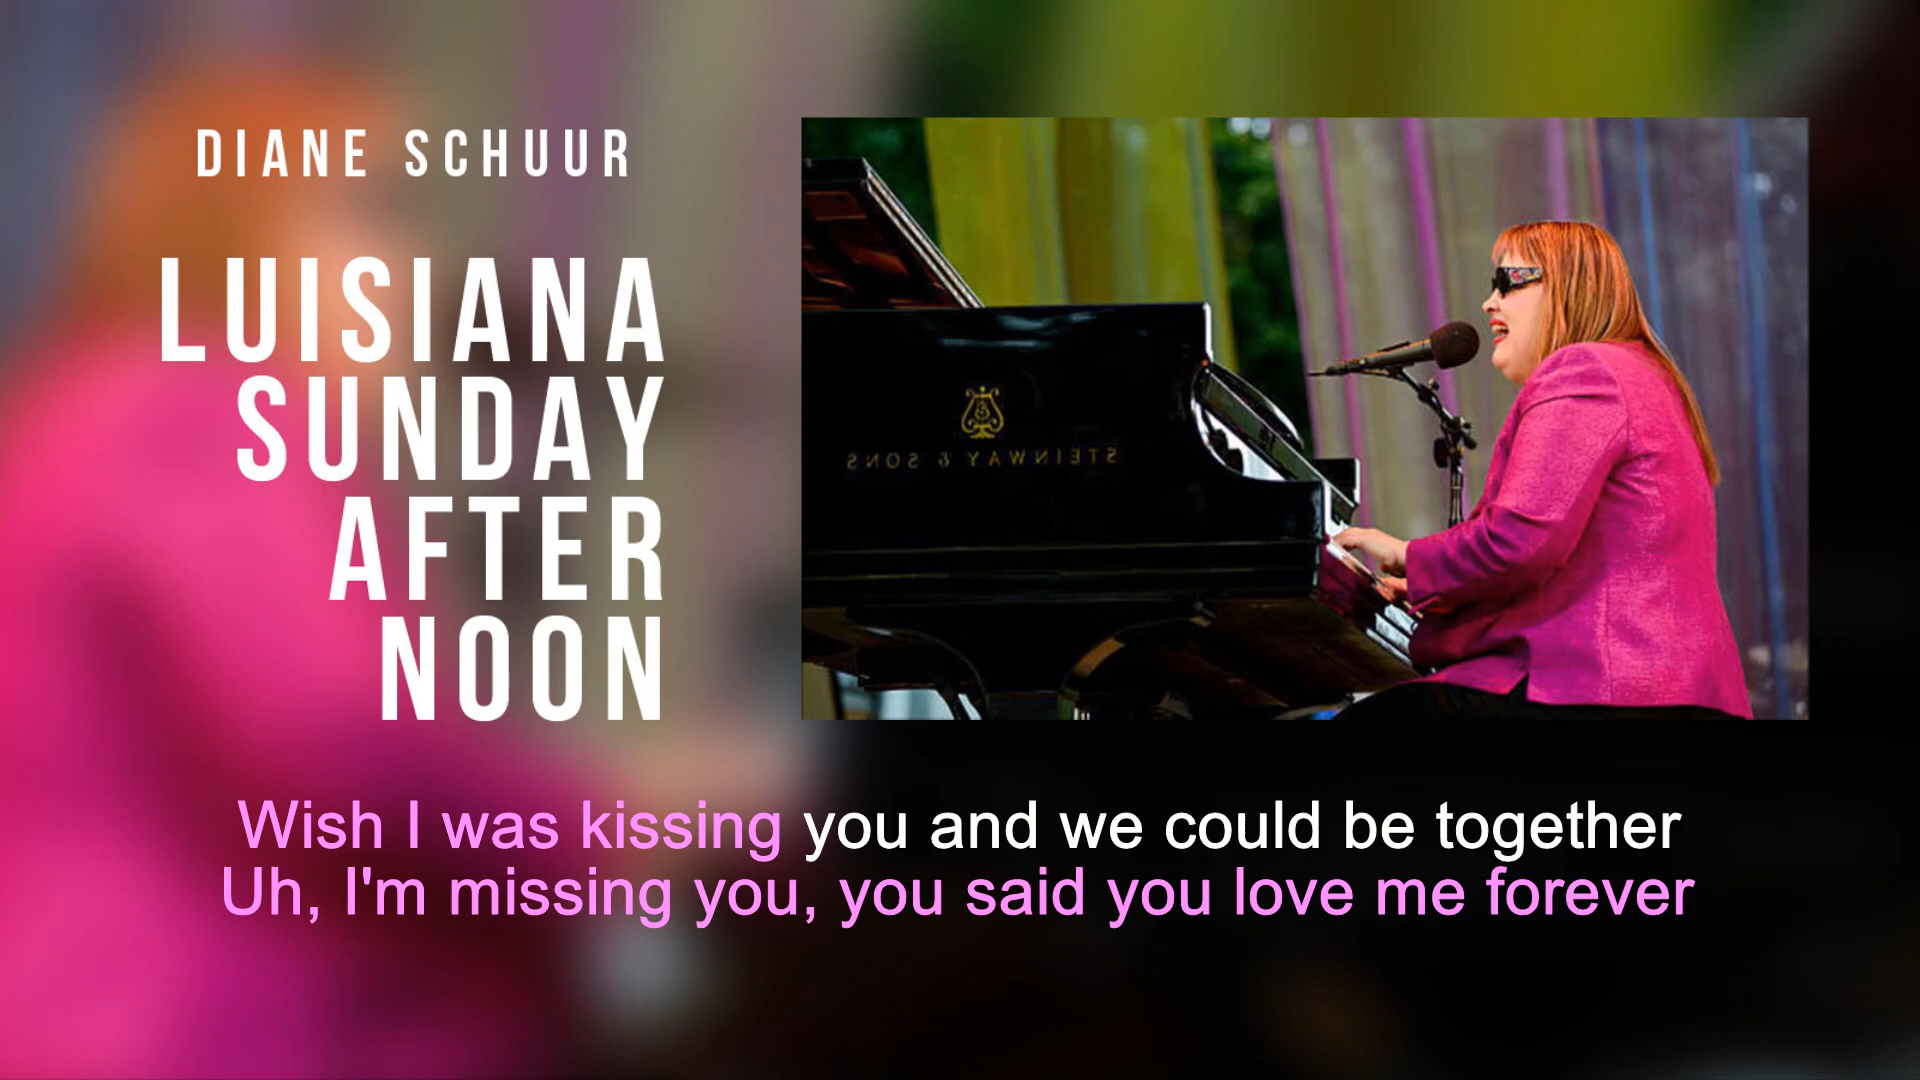 DIANE SCHUUR
LUISIANA
SUNDAY
AFTER
NOON
STEINWAY & SONS
Wish I was kissing you and we could be together
Uh, I'm missing you, you said you love me forever